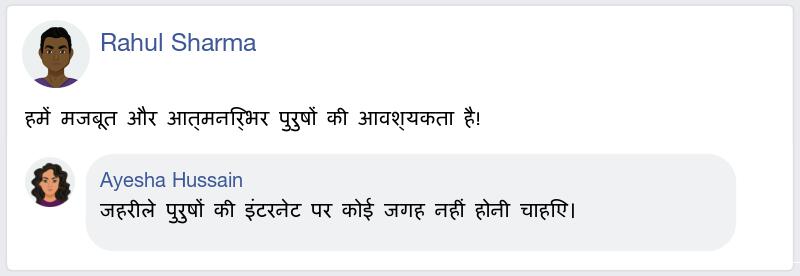 Rahul Sharma
हमें मजबूत और आत्मनिर्भर पुरुषों की आवश्यकता है!
Ayesha Hussain
जहरीले पुरुषों की इंटरनेट पर कोई जगह नहीं होनी चाहिए।